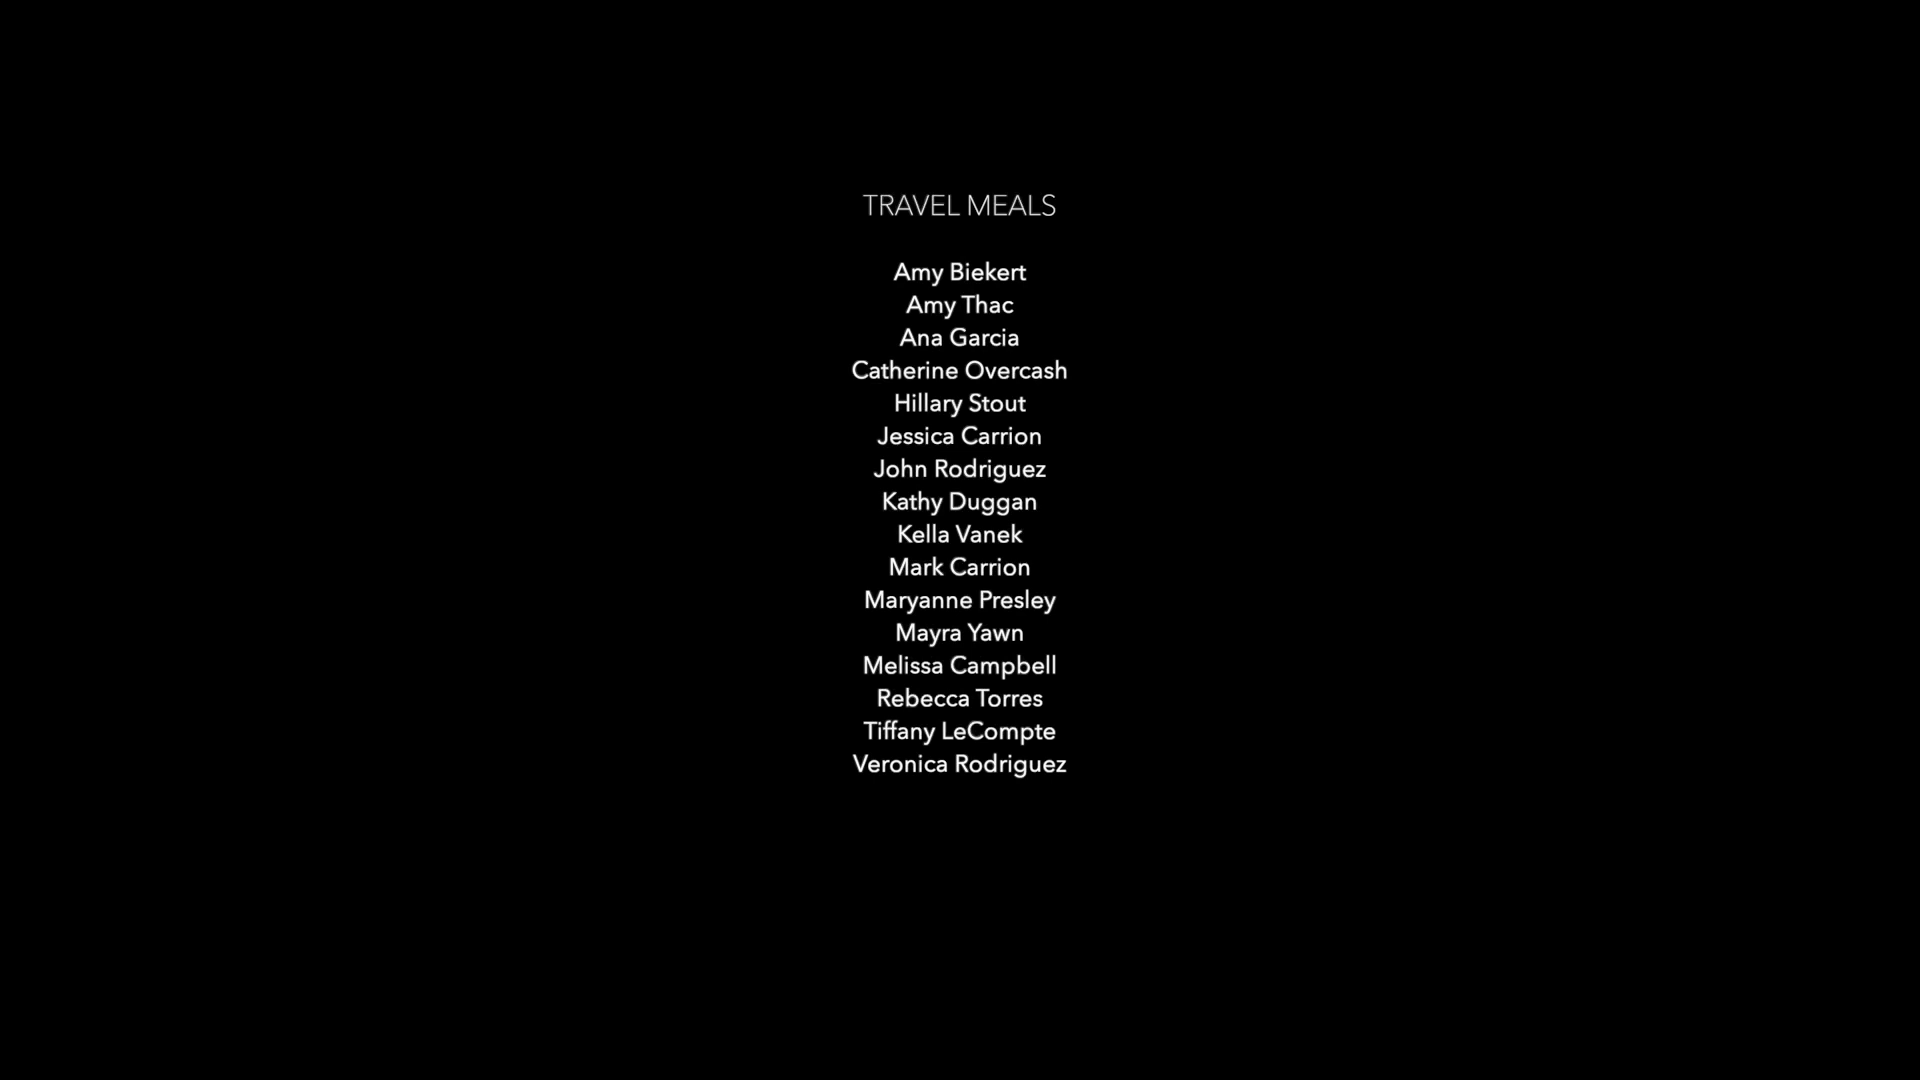 TRAVEL MEALS
Amy Biekert
Amy Thac
Ana Garcia
Catherine Overcash
Hillary Stout
Jessica Carrion
John Rodriguez
Kathy Duggan
Kella Vanek
Mark Carrion
Maryanne Presley
Mayra Yawn
Melissa Campbell
Rebecca Torres
Tiffany LeCompte
Veronica Rodriguez